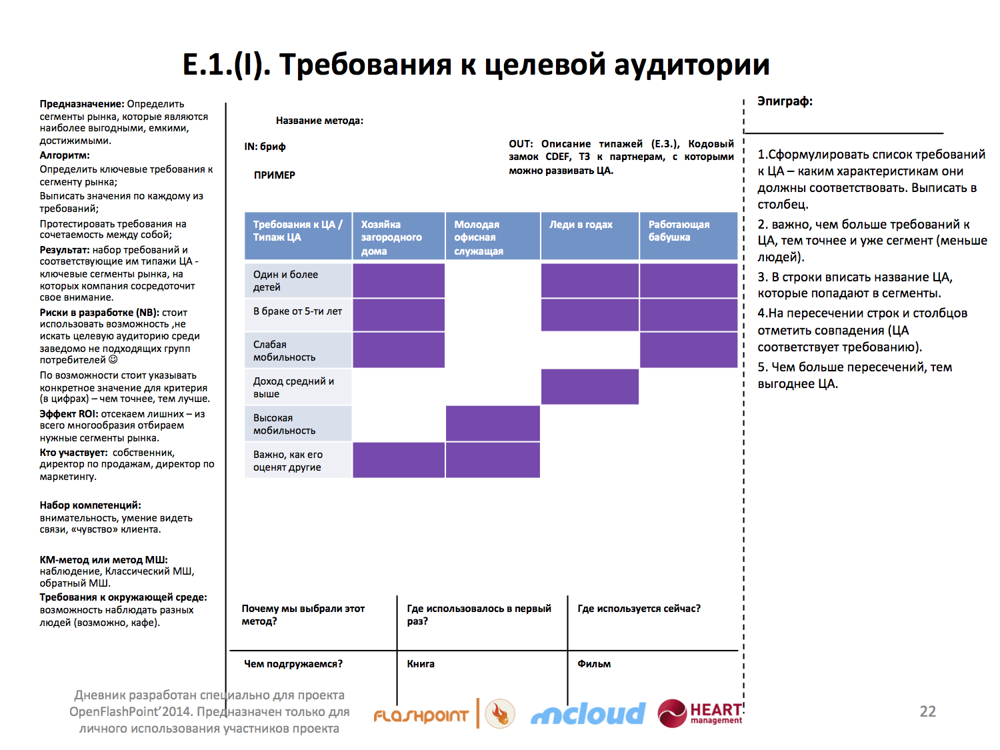 E.1.(I). Требования к целевой аудитории
Предназначение: Определить
сегменты рынка, которые являются
наиболее выгодными, емкими,
достижимыми.
Алгоритм:
Определить ключевые требования к
сегменту рынка;
Выписать значения по каждому из
требований;
Протестировать требования на
сочетаемость между собой;
Результат: набор требований и
соответствующие им типажи ЦА -
ключевые сегменты рынка, на
которых компания сосредоточит
свое внимание.
Риски в разработке (NB): стоит
использовать возможность ,не
искать целевую аудиторию среди
заведомо не подходящих групп
потребителей ☺
По возможности стоит указывать
конкретное значение для критерия
(в цифрах) – чем точнее, тем лучше.
Эффект ROI: отсекаем лишних – из
всего многообразия отбираем
нужные сегменты рынка.
Кто участвует: собственник,
директор по продажам, директор по
маркетингу.
Набор компетенций:
внимательность, умение видеть
связи, «чувство» клиента.
КМ-метод или метод МШ:
наблюдение, Классический МШ,
обратный МШ.
Требования к окружающей среде:
возможность наблюдать разных
людей (возможно, кафе).
Название метода:
IN: бриф
OUT: Описание типажей (Е.3.), Кодовый
замок CDEF, ТЗ к партнерам, с которыми
можно развивать ЦА.
ПРИМЕР
Требования к ЦА /
Типаж ЦА
Хозяйка
загородного
дома
Молодая
офисная
служащая
Леди в годах
Работающая
бабушка
Один и более
детей
В браке от 5-ти лет
Слабая
мобильность
Доход средний и
выше
Высокая
мобильность
Важно, как его
оценят другие
Почему мы выбрали этот
метод?
Где использовалось в первый
раз?
Где используется сейчас?
Чем подгружаемся?
Книга
Фильм
Эпиграф:
1.Сформулировать список требований
к ЦА – каким характеристикам они
должны соответствовать. Выписать в
столбец.
2. важно, чем больше требований к
ЦА, тем точнее и уже сегмент (меньше
людей).
3. В строки вписать название ЦА,
которые попадают в сегменты.
4.На пересечении строк и столбцов
отметить совпадения (ЦА
соответствует требованию).
5. Чем больше пересечений, тем
выгоднее ЦА.
Дневник разработан специально для проекта
OpenFlashPoint’2014. Предназначен только для
личного использования участников проекта
FLASHPOINT
mcloud
HEART
management
22